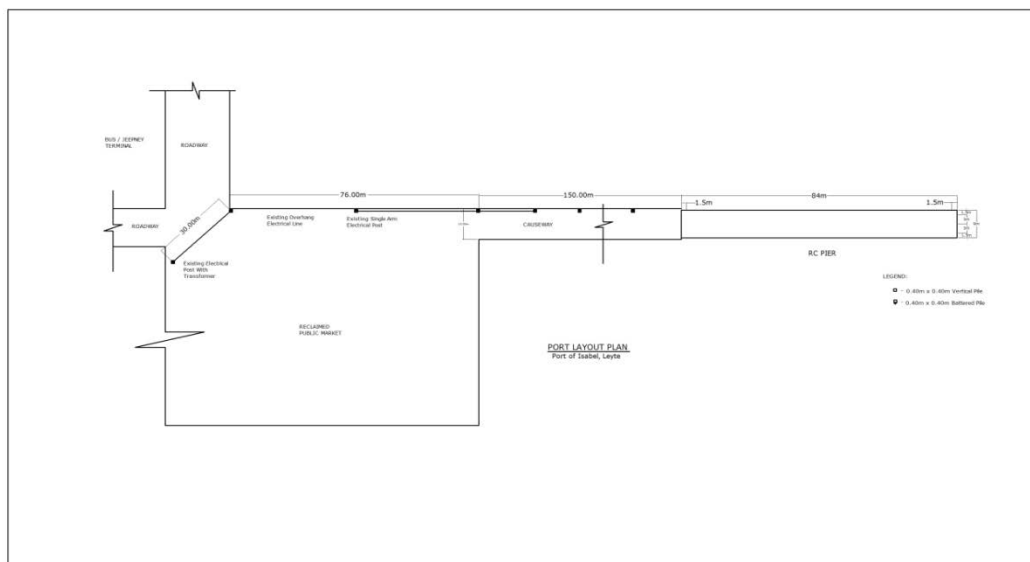 BUS / JEEPNEY
TERMINAL
ROADWAY
76.00m
150.00m
84m
1.5m
1.5m
30.00m
ROADWAY
Existing Overhang
Electrical Line
Existing Single Arm
Electrical Post
CAUSEWAY
RC PIER
Existing Electrical
Post With
Transformer
LEGEND:
- 0.40m x 0.40m Vertical Pile
- 0.40m x 0.40m Battered Pile
RECLAIMED
PUBLIC MARKET
PORT LAYOUT PLAN
Port of Isabel, Leyte